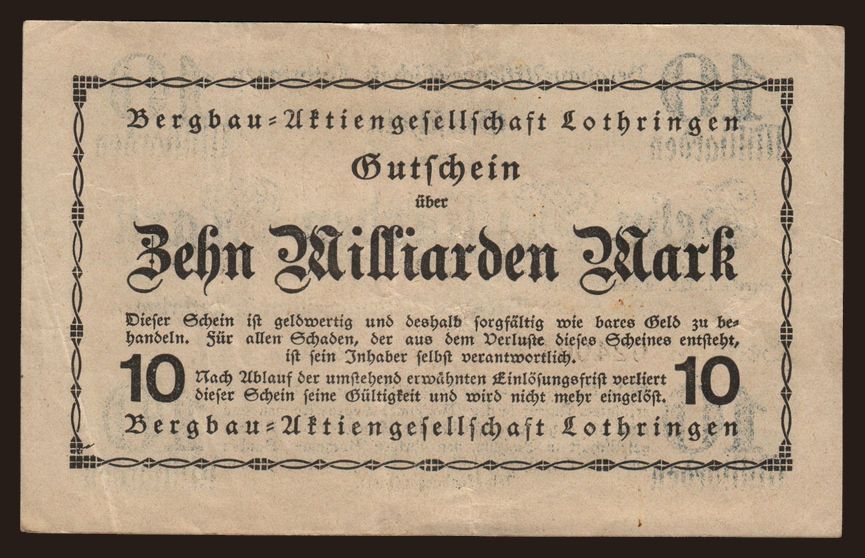 Bergbau-Aktiengesellschaft Lothringen
Gutschein
über
Zehn Milliarden Mark
Dieser Schein ist geldwertig und deshalb sorgfältig wie bares Geld zu be-
handeln. Für allen Schaden, der aus dem Verluste dieses Scheines entsteht,
ist sein Inhaber selbst verantwortlich.
10 Nach Ablauf der umstehend erwähnten Einlösungsfrist verliert 10
dieser Schein seine Gültigkeit und wird nicht mehr eingelöst.
Bergbau-Aktiengesellschaft Lothringen